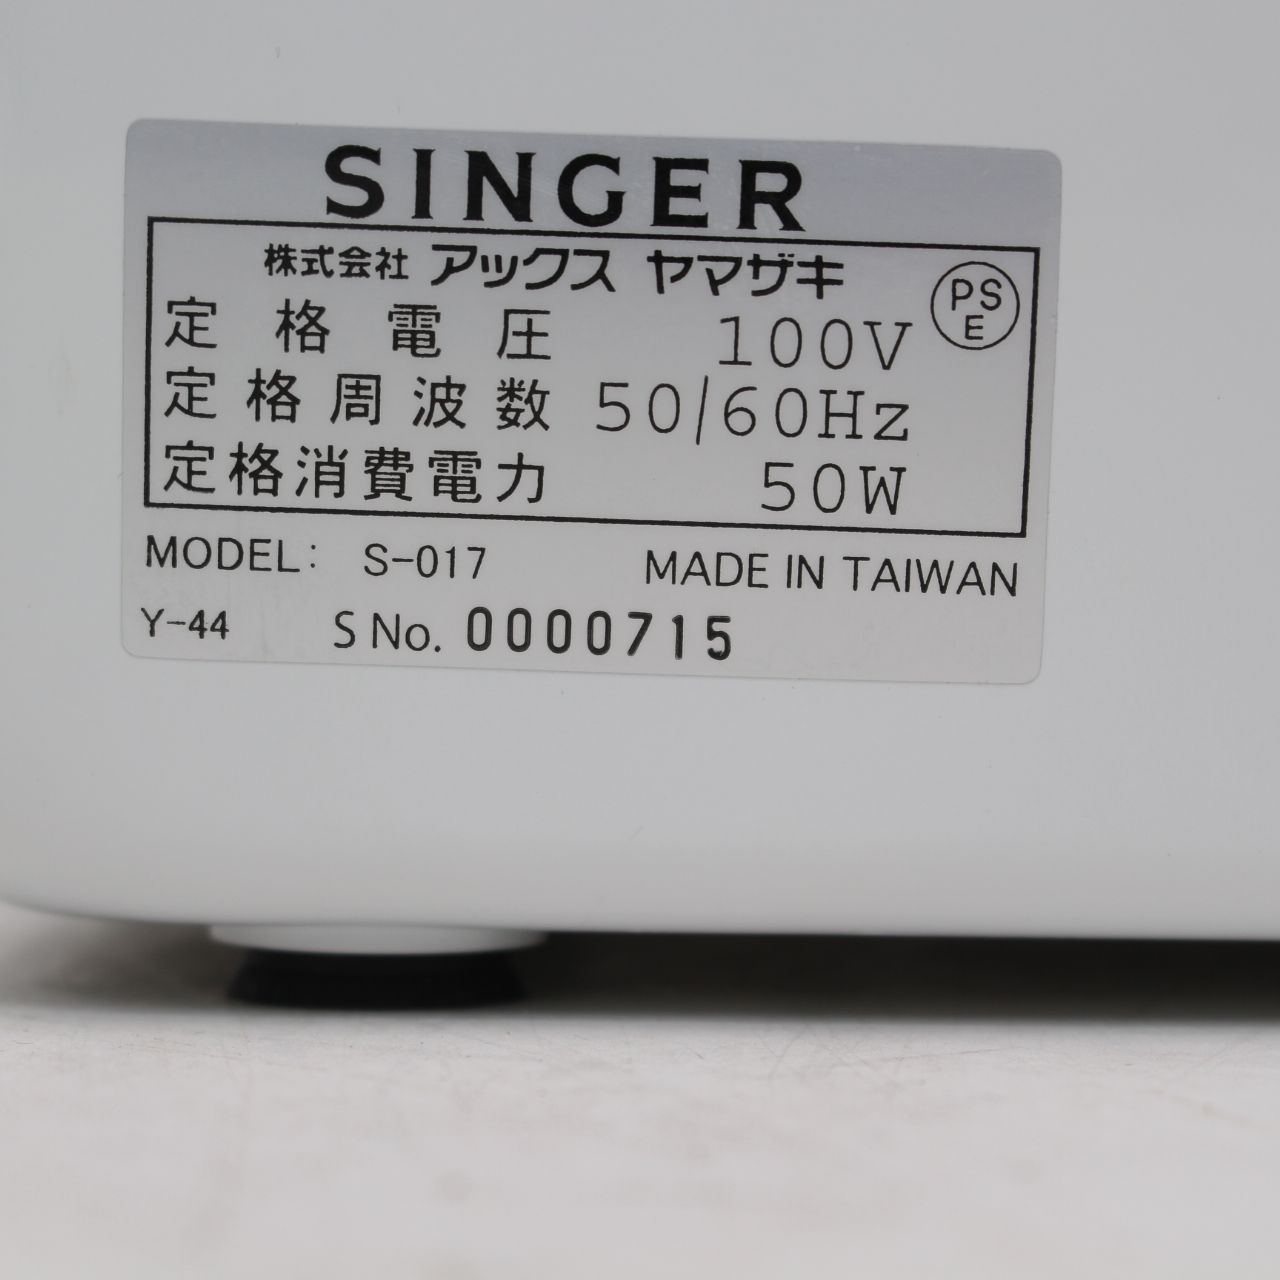 SINGER
株式会社 アックス ヤマザキ
PS
E
定格電圧 100V
定格周波数 50/60Hz
定格消費電力 50W
MODEL: S-017 MADE IN TAIWAN
Y-44 S No. 0000715